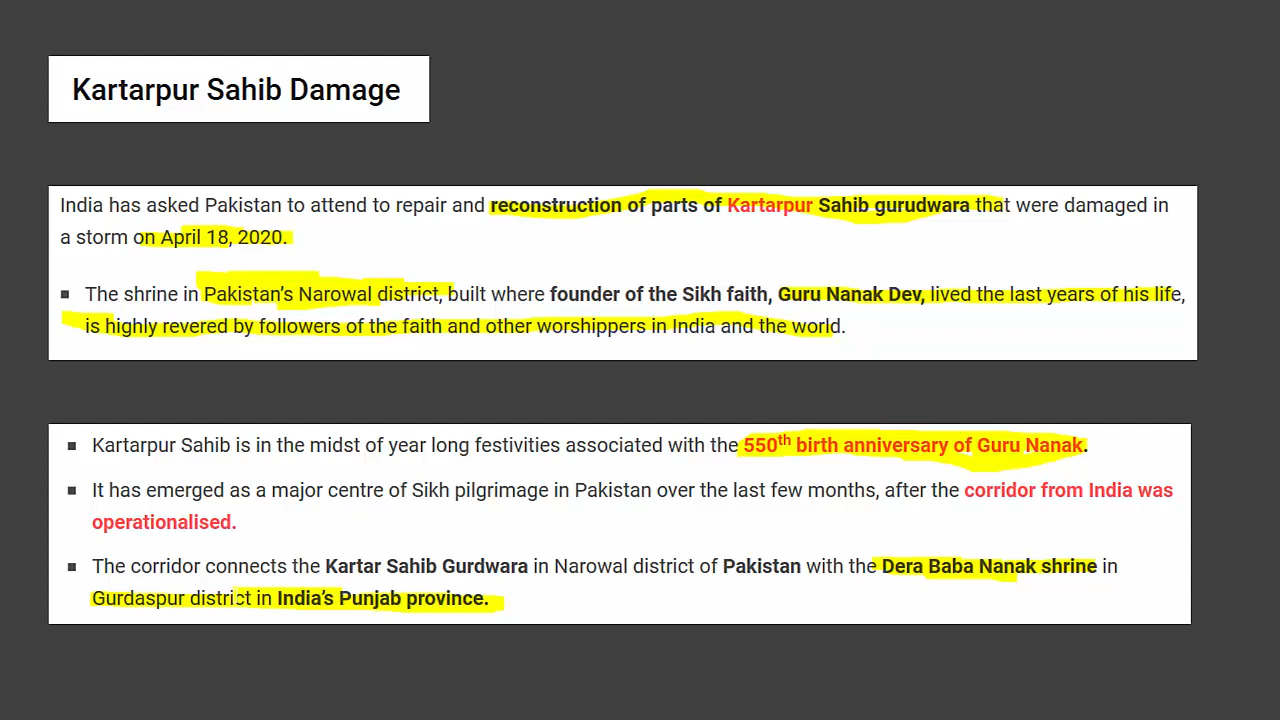 Kartarpur Sahib Damage
India has asked Pakistan to attend to repair and reconstruction of parts of Kartarpur Sahib gurudwara that were damaged in
a storm on April 18, 2020.
▪ The shrine in Pakistan's Narowal district, built where founder of the Sikh faith, Guru Nanak Dev, lived the last years of his life,
is highly revered by followers of the faith and other worshippers in India and the world.
▪ Kartarpur Sahib is in the midst of year long festivities associated with the 550th birth anniversary of Guru Nanak.
▪ It has emerged as a major centre of Sikh pilgrimage in Pakistan over the last few months, after the corridor from India was
operationalised.
▪ The corridor connects the Kartar Sahib Gurdwara in Narowal district of Pakistan with the Dera Baba Nanak shrine in
Gurdaspur district in India's Punjab province.